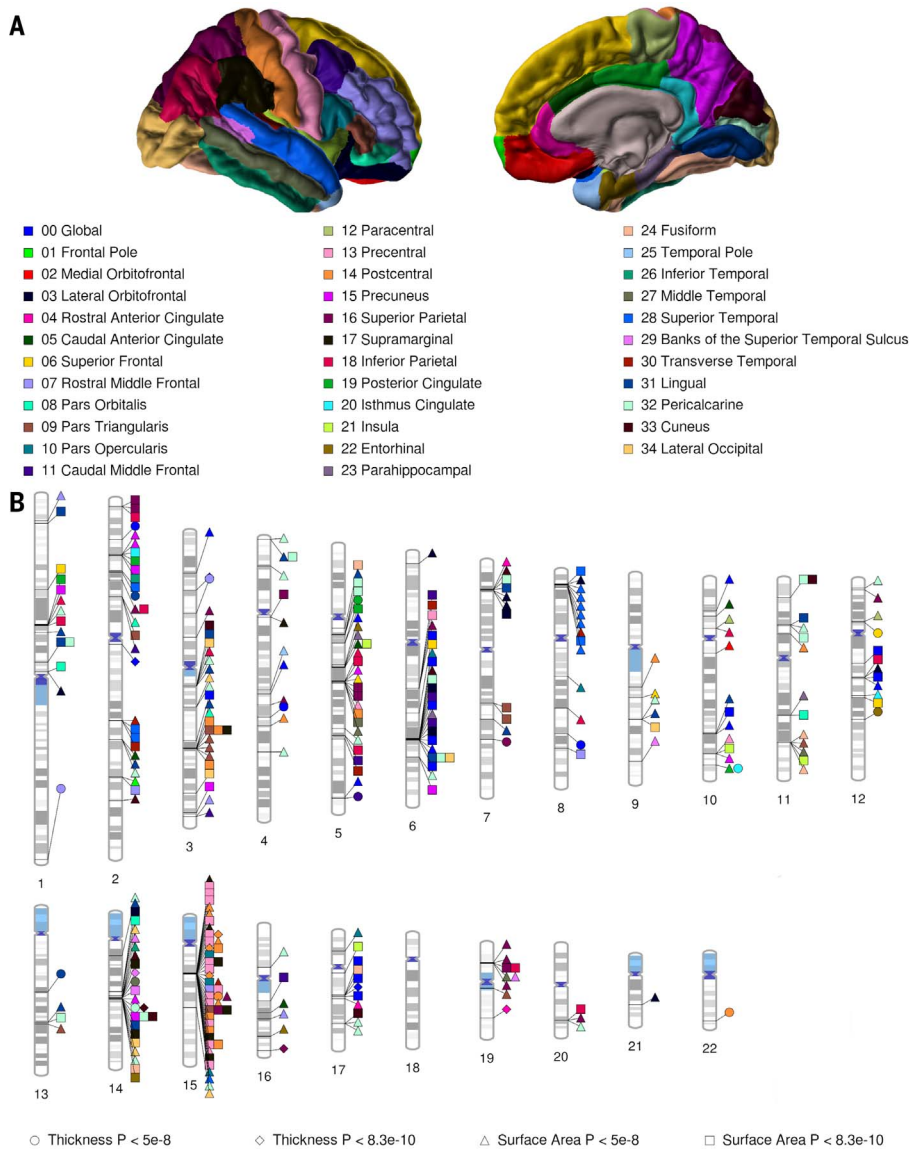 A
00 Global
01 Frontal Pole
02 Medial Orbitofrontal
03 Lateral Orbitofrontal
04 Rostral Anterior Cingulate
05 Caudal Anterior Cingulate
06 Superior Frontal
07 Rostral Middle Frontal
08 Pars Orbitalis
09 Pars Triangularis
10 Pars Opercularis
11 Caudal Middle Frontal
12 Paracentral
13 Precentral
14 Postcentral
15 Precuneus
16 Superior Parietal
17 Supramarginal
18 Inferior Parietal
19 Posterior Cingulate
20 Isthmus Cingulate
21 Insula
22 Entorhinal
23 Parahippocampal
24 Fusiform
25 Temporal Pole
26 Inferior Temporal
27 Middle Temporal
28 Superior Temporal
29 Banks of the Superior Temporal Sulcus
30 Transverse Temporal
31 Lingual
32 Pericalcarine
33 Cuneus
34 Lateral Occipital
B
1 2 3 4 5 6 7 8 9 10 11 12
13 14 15 16 17 18 19 20 21 22
Thickness P < 5e-8 Thickness P < 8.3e-10 Surface Area P < 5e-8 Surface Area P < 8.3e-10